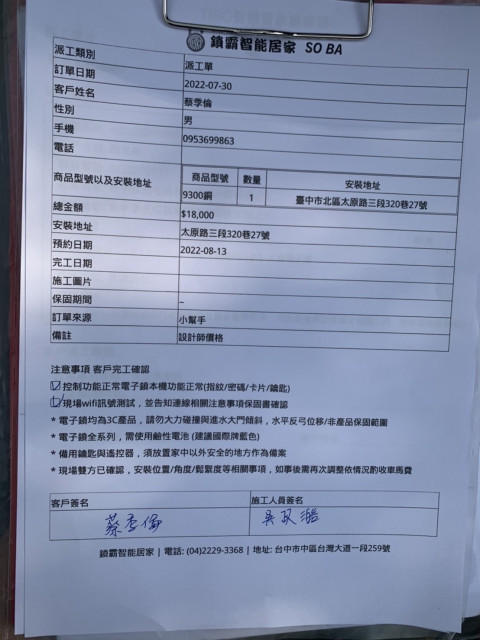 鎖霸智能居家 SO BA
派工類別 派工單
訂單日期 2022-07-30
客戶姓名 蔡季倫
性別 男
手機 0953699863
電話
商品型號以及安裝地址 商品型號 數量 安裝地址
9300銅 1 臺中市北區太原路三段320巷27號
總金額 $18,000
安裝地址 太原路三段320巷27號
預約日期 2022-08-13
完工日期
施工圖片
保固期間 –
訂單來源 小幫手
備註 設計師價格
注意事項 客戶完工確認
控制功能正常電子鎖本機功能正常(指紋/密碼/卡片/鑰匙)
現場wifi訊號測試，並告知連線相關注意事項保固書確認
* 電子鎖均為3C產品，請勿大力碰撞與進水大門傾斜，水平反弓位移/非產品保固範圍
* 電子鎖全系列，需使用鹼性電池 (建議國際牌藍色)
* 備用鑰匙與遙控器，須放置家中以外安全的地方作為備案
* 現場雙方已確認，安裝位置/角度/鬆緊度等相關事項，如事後需再次調整依情況酌收車馬費
客戶簽名 施工人員簽名
蔡季倫
鎖霸智能居家 | 電話: (04)2229-3368 | 地址: 台中市中區台灣大道一段259號